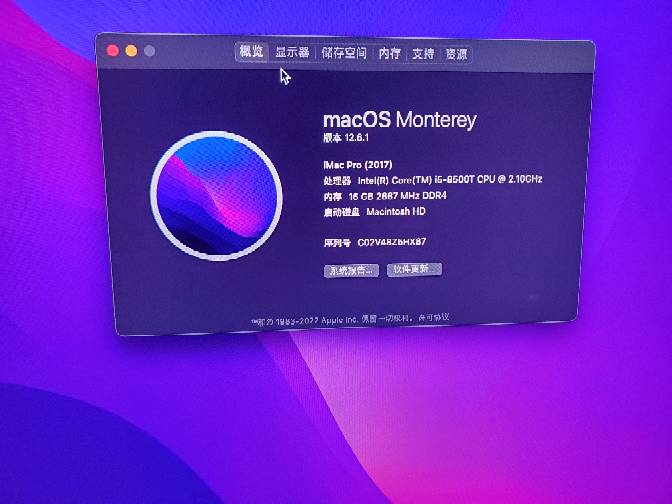 概览 显示器 储存空间 内存 支持 资源
macOS Monterey
版本 12.6.1
iMac Pro (2017)
处理器 Intel(R) Core(TM) i5-8500T CPU @ 2.10GHz
内存 16 GB 2667 MHz DDR4
启动磁盘 Macintosh HD
序列号
系统报告... 软件更新...
™和© 1983-2022 Apple Inc. 保留一切权利。许可协议